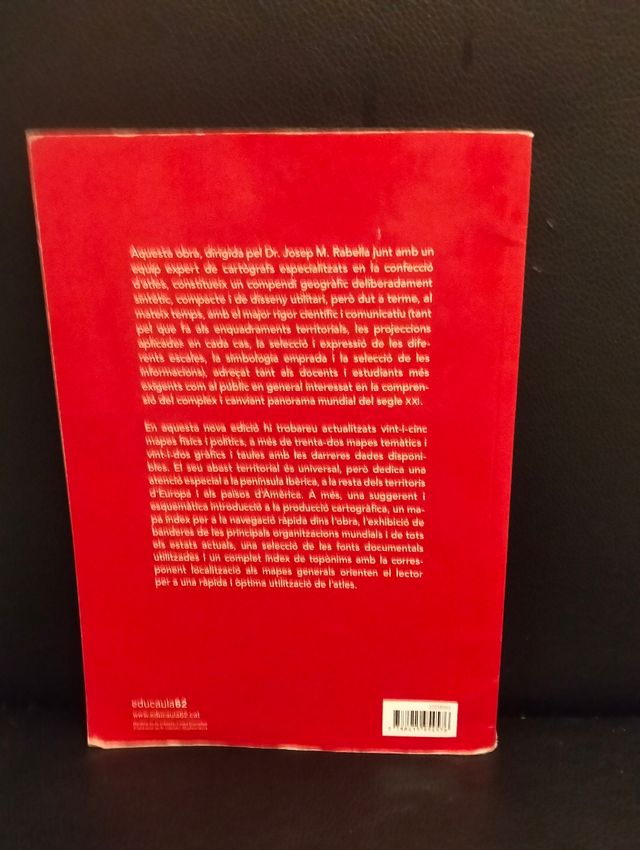 Aquesta obra, dirigida pel Dr. Josep M. Rabella junt amb un
equip expert de cartògrafs especialitzats en la confecció
d'atles, constitueix un compendi geogràfic deliberadament
sintètic, compacte i de disseny utilitari, però dut a terme, al
mateix temps, amb el major rigor científic i comunicatiu (tant
pel que fa als enquadraments territorials, les projeccions
aplicades en cada cas, la selecció i expressió de les dife-
rents escales, la simbologia emprada i la selecció de les
informacions), adreçat tant als docents i estudiants més
exigents com al públic en general interessat en la compren-
sió del complex i canviant panorama mundial del segle XXI.
En aquesta nova edició hi trobareu actualitzats vint-i-cinc
mapes físics i polítics, a més de trenta-dos mapes temàtics i
vint-i-dos gràfics i taules amb les darreres dades disponi-
bles. El seu abast territorial és universal, però dedica una
atenció especial a la península Ibèrica, a la resta dels territoris
d'Europa i als països d'Amèrica. A més, una suggerent i
esquemàtica introducció a la producció cartogràfica, un ma-
pa índex per a la navegació ràpida dins l'obra, l'exhibició de
banderes de les principals organitzacions mundials i de tots
els estats actuals, una selecció de les fonts documentals
utilitzades i un complet índex de topònims amb la corres-
ponent localització als mapes generals orienten el lector
per a una ràpida i òptima utilització de l'atles.
educaula62
www.educaula62.cat